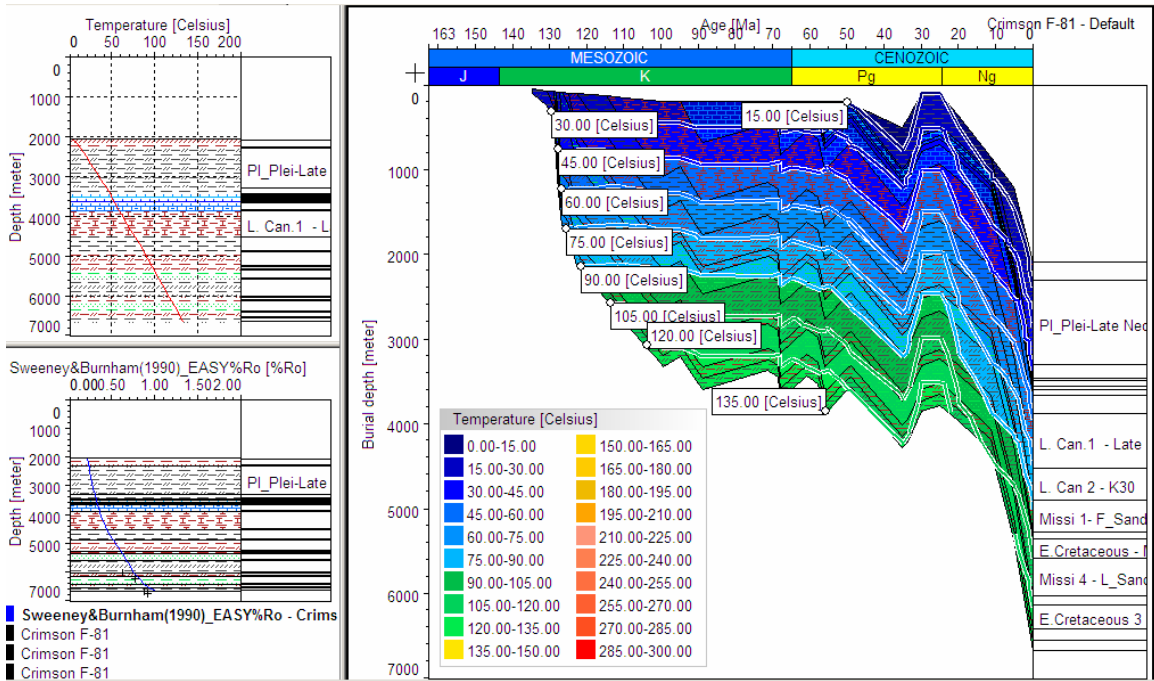 Temperature [Celsius]
0 50 100 150 200
0
1000
2000
3000
4000
5000
6000
7000
Depth [meter]
Pl_Plei-Late
L. Can.1 - L
Sweeney&Burnham(1990)_EASY%Ro [%Ro]
0.000.50 1.00 1.502.00
0
1000
2000
3000
4000
5000
7000
Depth [meter]
Pl_Plei-Late
Sweeney&Burnham(1990)_EASY%Ro - Crims
Crimson F-81
Crimson F-81
Crimson F-81
Age [Ma]
Crimson F-81 - Default
163 150 140 130 120 110 100 90 80 70 60 50 40 30 20 10 0
MESOZOIC CENOZOIC
J K Pg Ng
0
1000
2000
3000
4000
5000
6000
7000
Burial depth [meter]
15.00 [Celsius]
30.00 [Celsius]
45.00 [Celsius]
60.00 [Celsius]
75.00 [Celsius]
90.00 [Celsius]
105.00 [Celsius]
120.00 [Celsius]
135.00 [Celsius]
Temperature [Celsius]
0.00-15.00 150.00-165.00
15.00-30.00 165.00-180.00
30.00-45.00 180.00-195.00
45.00-60.00 195.00-210.00
60.00-75.00 210.00-225.00
75.00-90.00 225.00-240.00
90.00-105.00 240.00-255.00
105.00-120.00 255.00-270.00
120.00-135.00 270.00-285.00
135.00-150.00 285.00-300.00
Pl_Plei-Late Neo
L. Can.1 - Late
L. Can 2 - K30
Missi 1- F_Sand
E.Cretaceous -
Missi 4 - L_Sand
E.Cretaceous 3